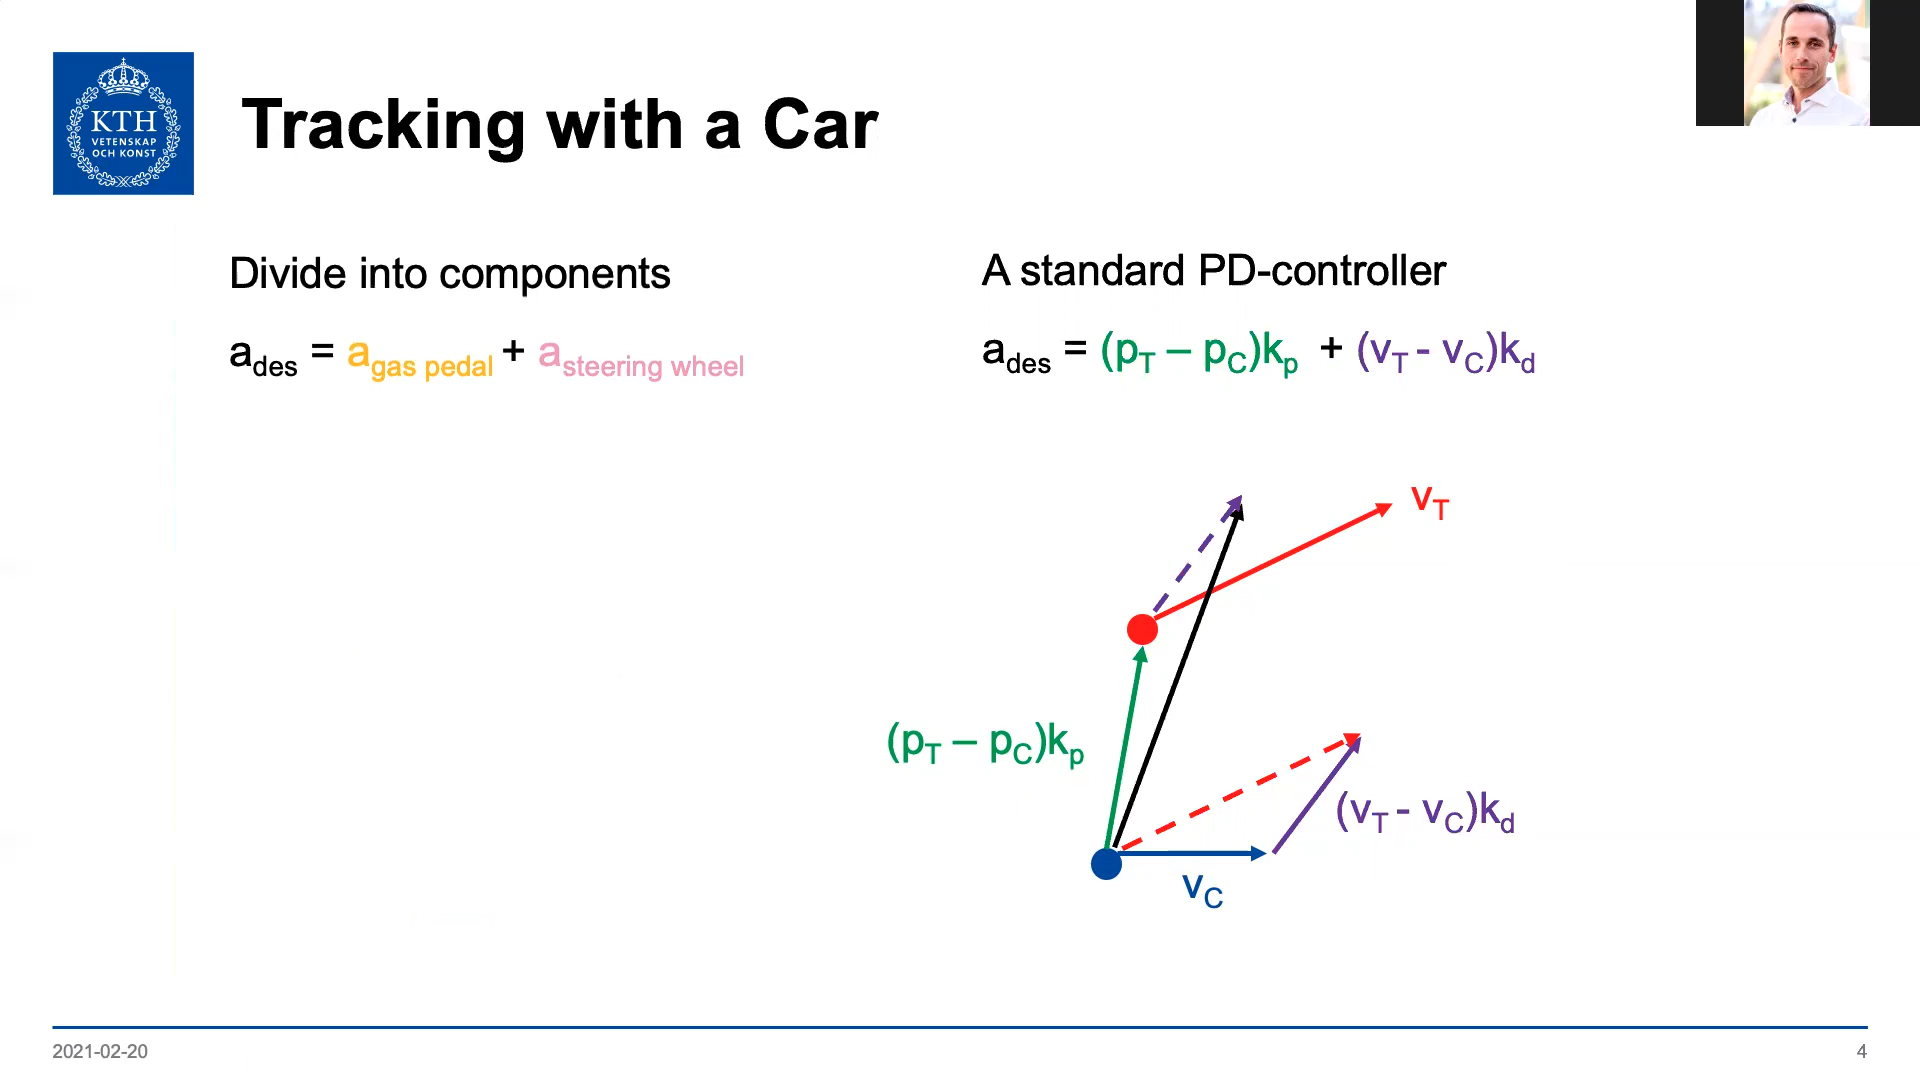 KTH
VETENSKAP
OCH KONST
Tracking with a Car
Divide into components
a_des = a_gas pedal + a_steering wheel
A standard PD-controller
a_des = (p_T – p_C)k_p + (v_T - v_C)k_d
v_T
(p_T – p_C)k_p
(v_T - v_C)k_d
v_C
2021-02-20
4